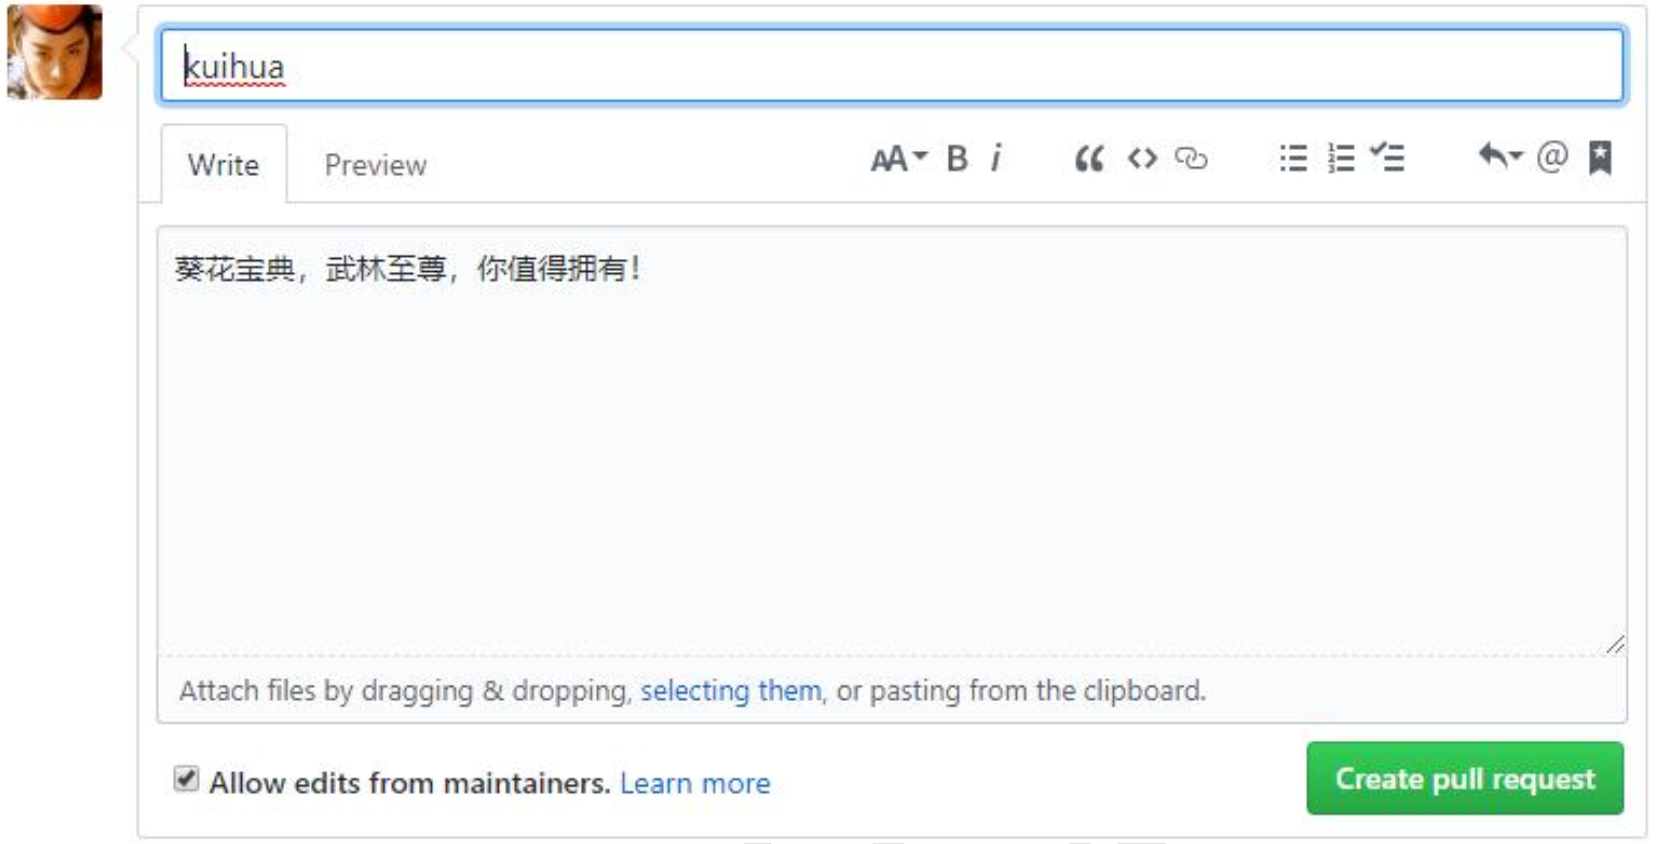 kuihua
Write Preview AA B i
葵花宝典，武林至尊，你值得拥有！
Attach files by dragging & dropping, selecting them, or pasting from the clipboard.
Allow edits from maintainers. Learn more
Create pull request